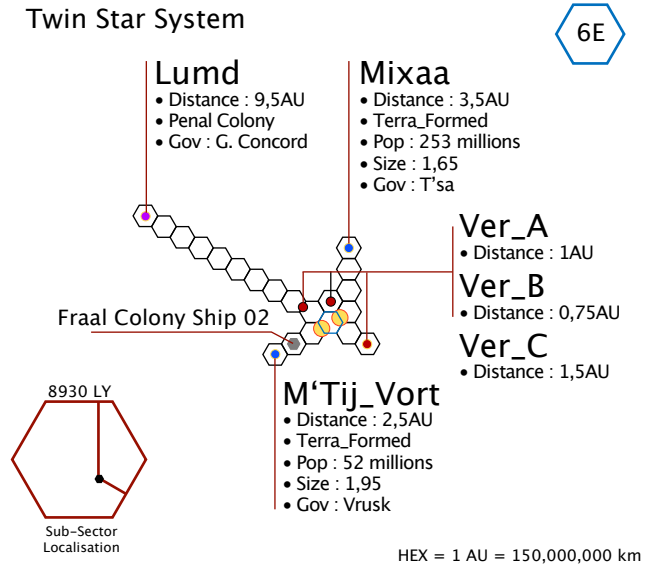 Twin Star System
6E
Lumd
• Distance : 9,5AU
• Penal Colony
• Gov : G. Concord
Mixaa
• Distance : 3,5AU
• Terra_Formed
• Pop : 253 millions
• Size : 1,65
• Gov : T'sa
Ver_A
• Distance : 1AU
Ver_B
• Distance : 0,75AU
Ver_C
• Distance : 1,5AU
Fraal Colony Ship 02
M‘Tij_Vort
• Distance : 2,5AU
• Terra_Formed
• Pop : 52 millions
• Size : 1,95
• Gov : Vrusk
8930 LY
Sub-Sector
Localisation
HEX = 1 AU = 150,000,000 km